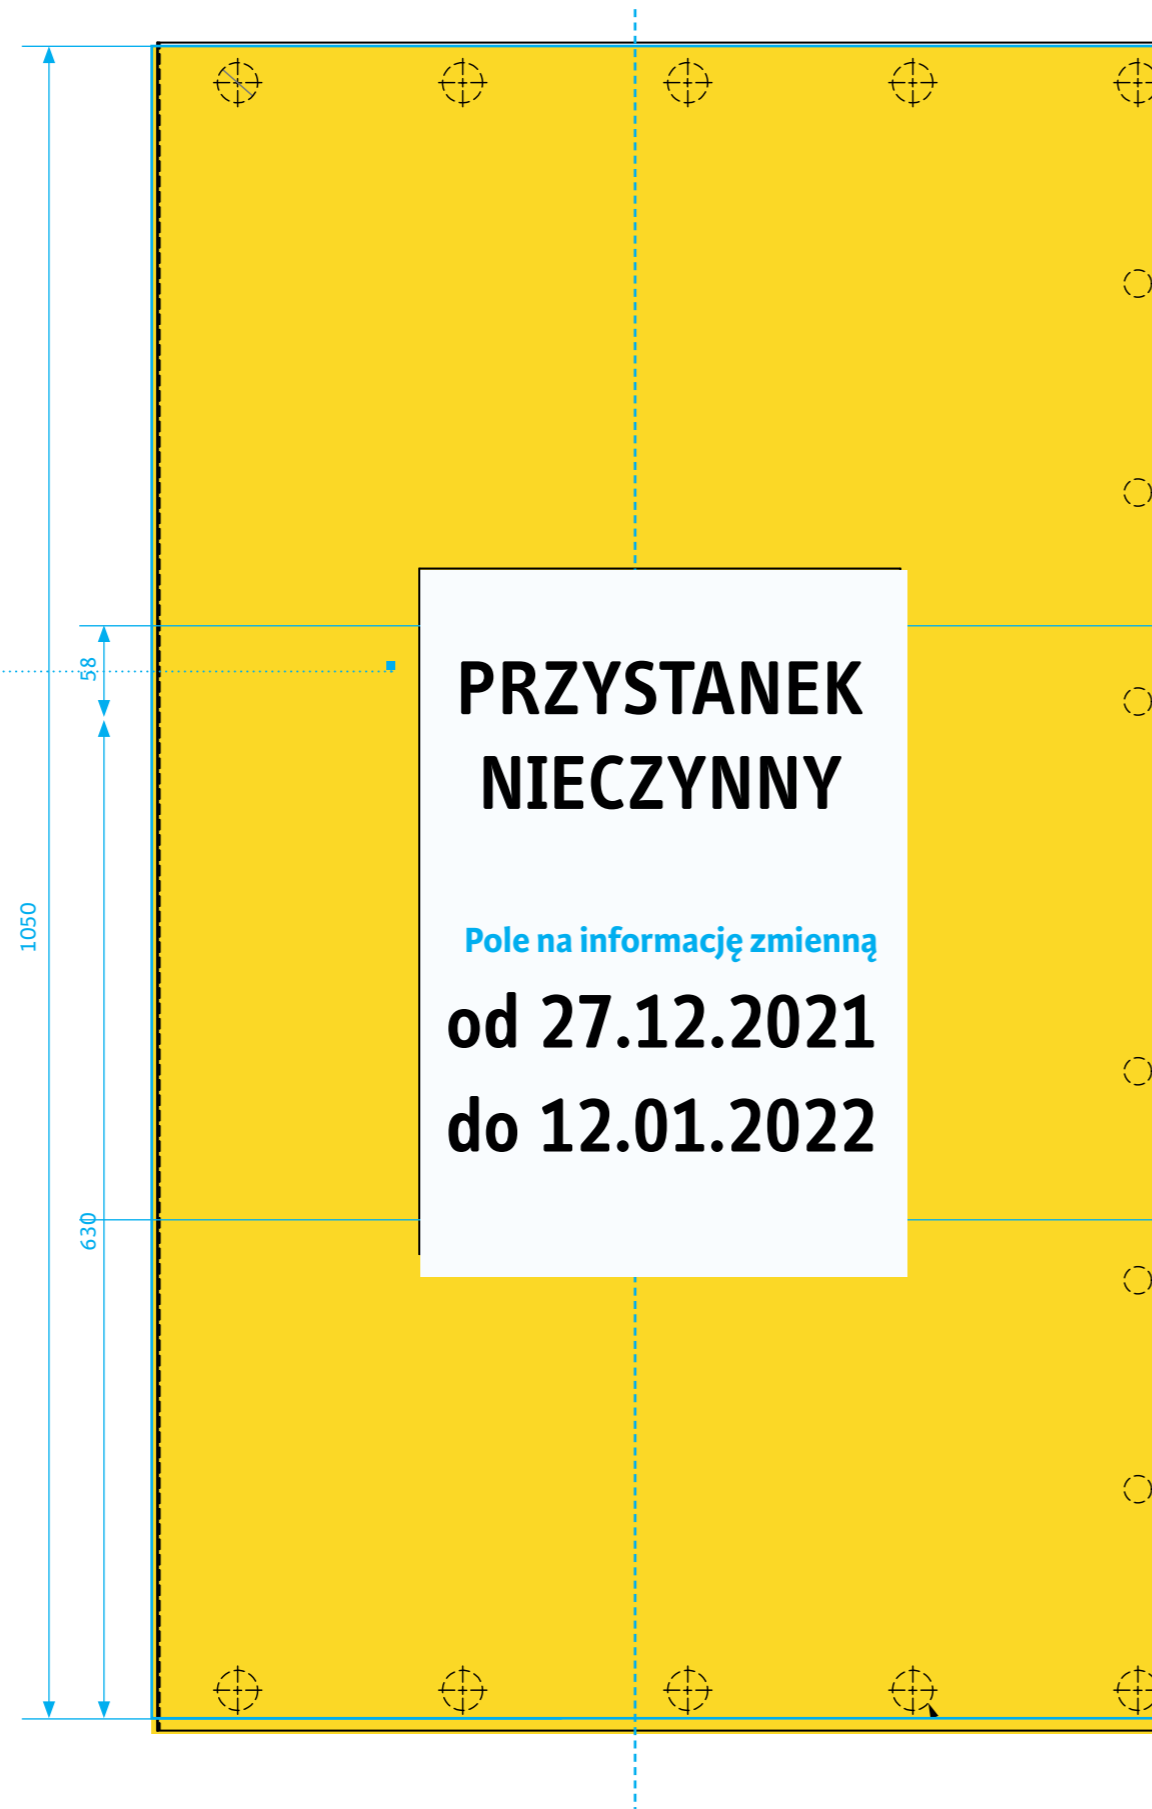 58
PRZYSTANEK
NIECZYNNY
1050
Pole na informację zmienną
od 27.12.2021
do 12.01.2022
630